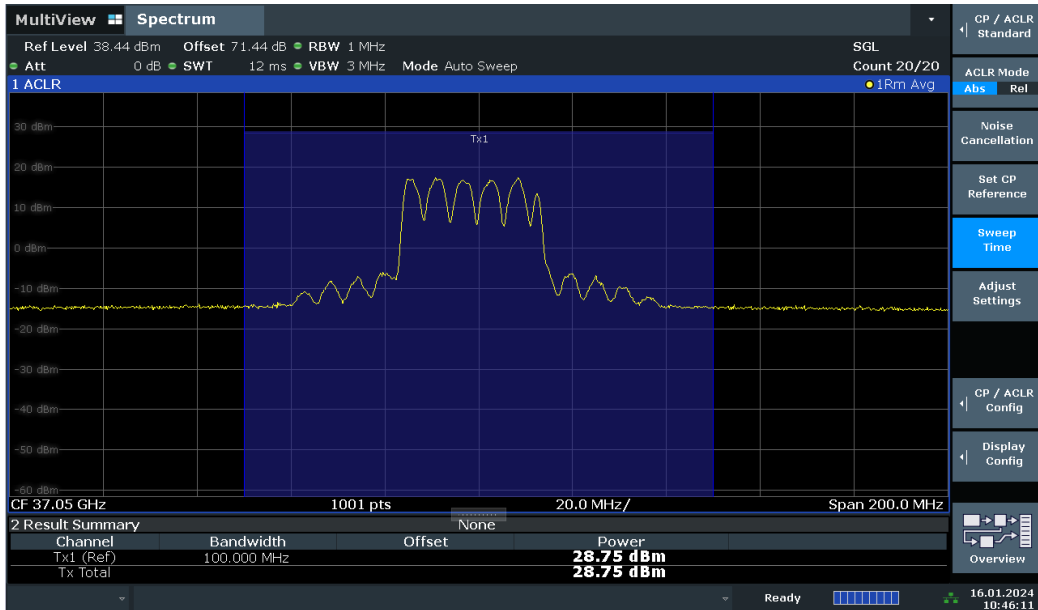 MultiView Spectrum
Ref Level 38.44 dBm Offset 71.44 dB RBW 1 MHz SGL
Att 0 dB SWT 12 ms VBW 3 MHz Mode Auto Sweep Count 20/20
1 ACLR 1Rm Avg
30 dBm
Tx1
20 dBm
10 dBm
0 dBm
-10 dBm
-20 dBm
-30 dBm
-40 dBm
-50 dBm
-60 dBm
CF 37.05 GHz 1001 pts 20.0 MHz/ Span 200.0 MHz
2 Result Summary None
Channel Bandwidth Offset Power
Tx1 (Ref) 100.000 MHz 28.75 dBm
Tx Total 28.75 dBm
Ready 16.01.2024
10:46:11
CP / ACLR
Standard
ACLR Mode
Abs Rel
Noise
Cancellation
Set CP
Reference
Sweep
Time
Adjust
Settings
CP / ACLR
Config
Display
Config
Overview